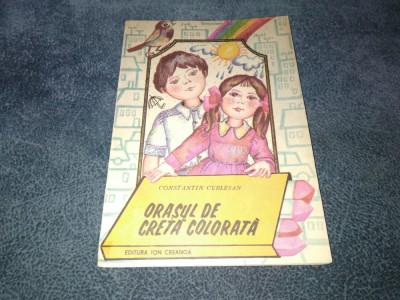 CONSTANTIN CUBLEȘAN
ORAȘUL DE
CRETĂ COLORATĂ
EDITURA ION CREANGĂ